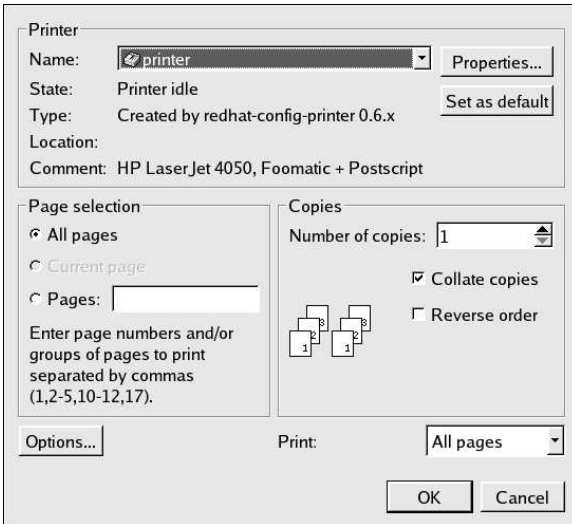 Printer
Name: printer
Properties...
State: Printer idle
Set as default
Type: Created by redhat-config-printer 0.6.x
Location:
Comment: HP LaserJet 4050, Foomatic + Postscript
Page selection
All pages
Current page
Pages:
Enter page numbers and/or
groups of pages to print
separated by commas
(1,2-5,10-12,17).
Copies
Number of copies: 1
Collate copies
Reverse order
3 3
2 2
1 1
Options...
Print: All pages
OK Cancel